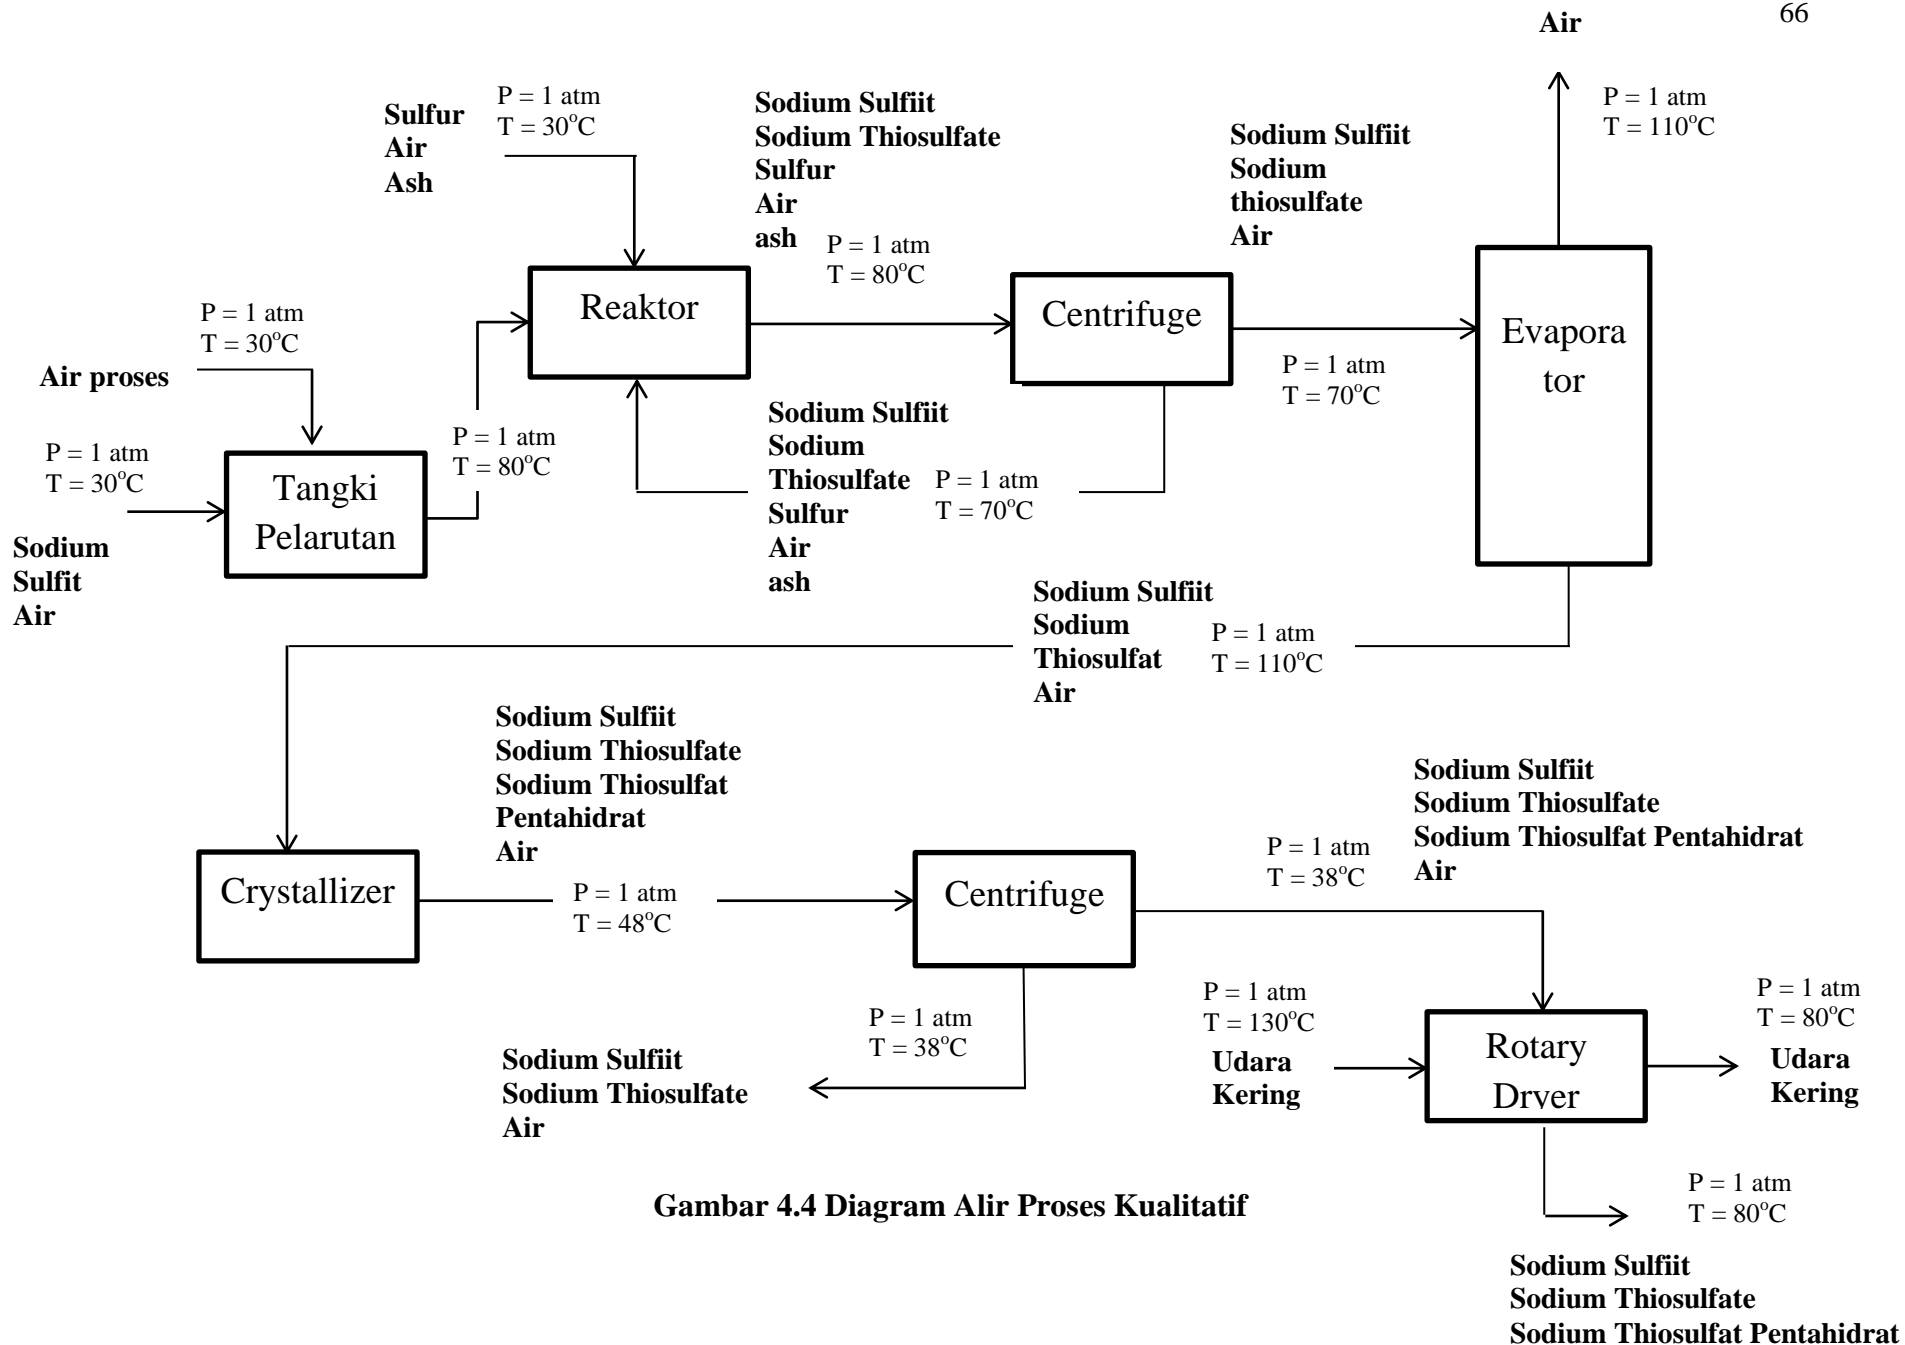 66
Air
P = 1 atm
T = 110°C
Sulfur
Air
Ash
P = 1 atm
T = 30°C
Sodium Sulfiit
Sodium Thiosulfate
Sulfur
Air
ash
P = 1 atm
T = 80°C
Sodium Sulfiit
Sodium
thiosulfate
Air
Reaktor
Centrifuge
Evapora
tor
P = 1 atm
T = 30°C
Air proses
P = 1 atm
T = 70°C
P = 1 atm
T = 30°C
Sodium
Sulfit
Air
Tangki
Pelarutan
P = 1 atm
T = 80°C
Sodium Sulfiit
Sodium
Thiosulfate
Sulfur
Air
ash
P = 1 atm
T = 70°C
Sodium Sulfiit
Sodium
Thiosulfat
Air
P = 1 atm
T = 110°C
Sodium Sulfiit
Sodium Thiosulfate
Sodium Thiosulfat
Pentahidrat
Air
Crystallizer
P = 1 atm
T = 48°C
Centrifuge
P = 1 atm
T = 38°C
Sodium Sulfiit
Sodium Thiosulfate
Sodium Thiosulfat Pentahidrat
Air
P = 1 atm
T = 38°C
Sodium Sulfiit
Sodium Thiosulfate
Air
P = 1 atm
T = 130°C
Udara
Kering
Rotary
Dryer
P = 1 atm
T = 80°C
Udara
Kering
P = 1 atm
T = 80°C
Sodium Sulfiit
Sodium Thiosulfate
Sodium Thiosulfat Pentahidrat
Gambar 4.4 Diagram Alir Proses Kualitatif